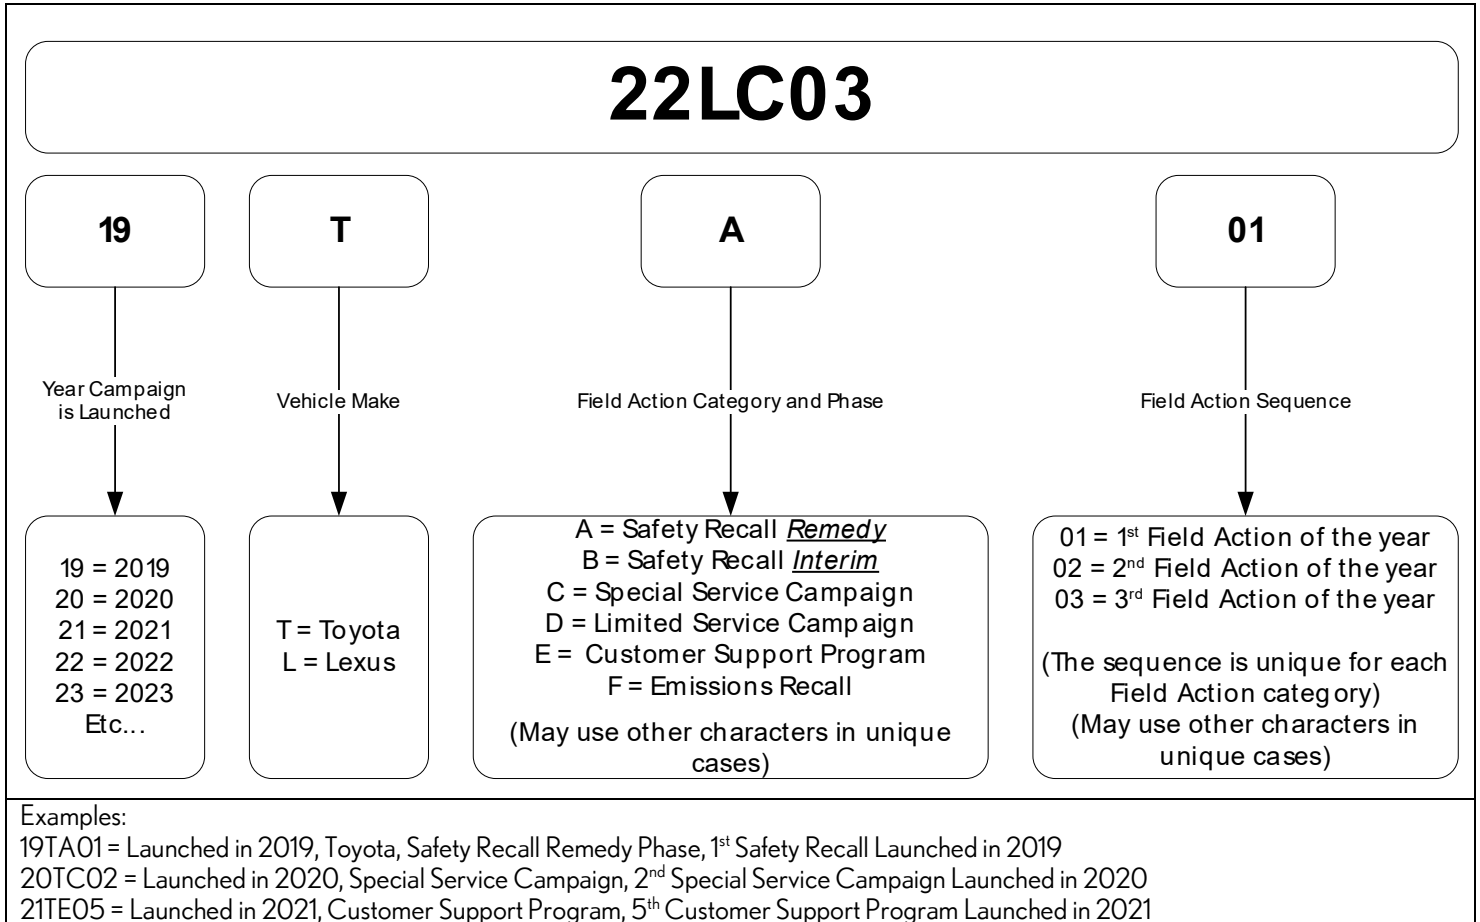 22LC03
19
T
A
01
Year Campaign
is Launched
Vehicle Make
Field Action Category and Phase
Field Action Sequence
19 = 2019
20 = 2020
21 = 2021
22 = 2022
23 = 2023
Etc...
T = Toyota
L = Lexus
A = Safety Recall Remedy
B = Safety Recall Interim
C = Special Service Campaign
D = Limited Service Campaign
E = Customer Support Program
F = Emissions Recall
(May use other characters in unique
cases)
01 = 1st Field Action of the year
02 = 2nd Field Action of the year
03 = 3rd Field Action of the year
(The sequence is unique for each
Field Action category)
(May use other characters in
unique cases)
Examples:
19TA01 = Launched in 2019, Toyota, Safety Recall Remedy Phase, 1st Safety Recall Launched in 2019
20TC02 = Launched in 2020, Special Service Campaign, 2nd Special Service Campaign Launched in 2020
21TE05 = Launched in 2021, Customer Support Program, 5th Customer Support Program Launched in 2021